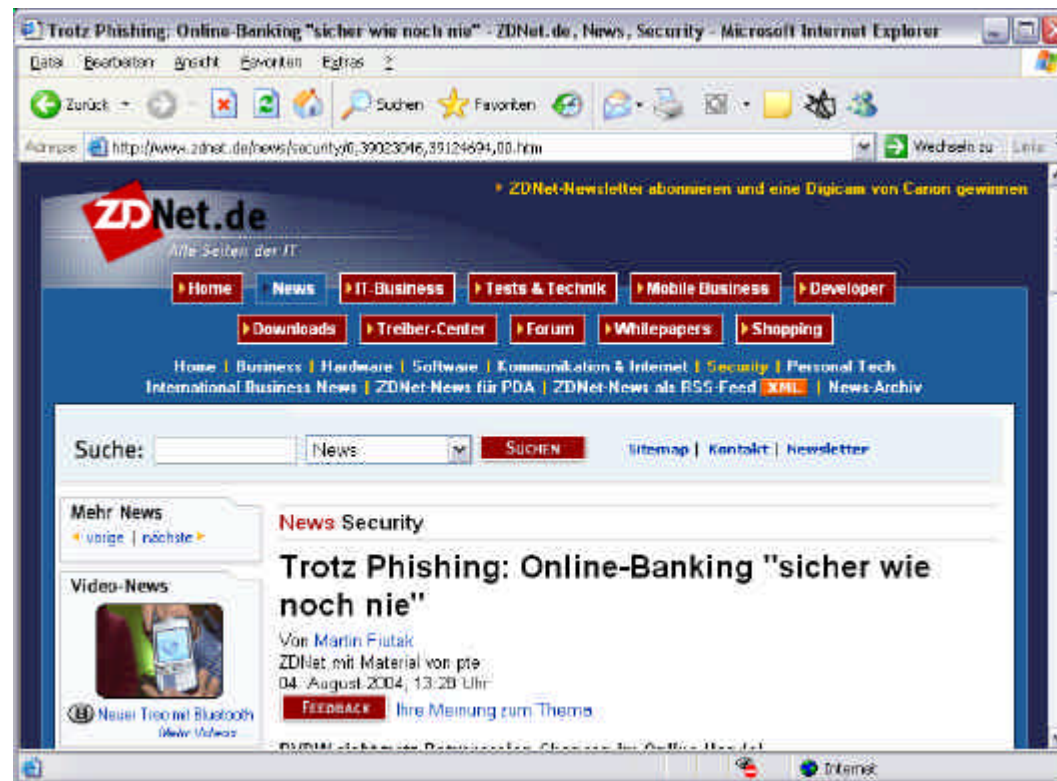 Trotz Phishing: Online-Banking "sicher wie noch nie" - ZDNet.de, News, Security - Microsoft Internet Explorer
Datei Bearbeiten Ansicht Favoriten Extras ?
Zurück Suchen Favoriten
Adresse http://www.zdnet.de/news/security/0,39023046,39124694,00.htm Wechseln zu Links
ZDNet-Newsletter abonnieren und eine Digicam von Canon gewinnen
ZDNet.de
Alle Seiten der IT
Home News IT-Business Tests & Technik Mobile Business Developer
Downloads Treiber-Center Forum Whitepapers Shopping
Home | Business | Hardware | Software | Kommunikation & Internet | Security | Personal Tech
International Business News | ZDNet-News für PDA | ZDNet-News als RSS-Feed XML | News-Archiv
Suche: News SUCHEN Sitemap | Kontakt | Newsletter
Mehr News
vorige | nächste
Video-News
Neuer Treo mit Bluetooth
Mehr Videos
News Security
Trotz Phishing: Online-Banking "sicher wie
noch nie"
Von Martin Fiutak
ZDNet mit Material von pte
04. August 2004, 13:28 Uhr
FEEDBACK Ihre Meinung zum Thema
Internet